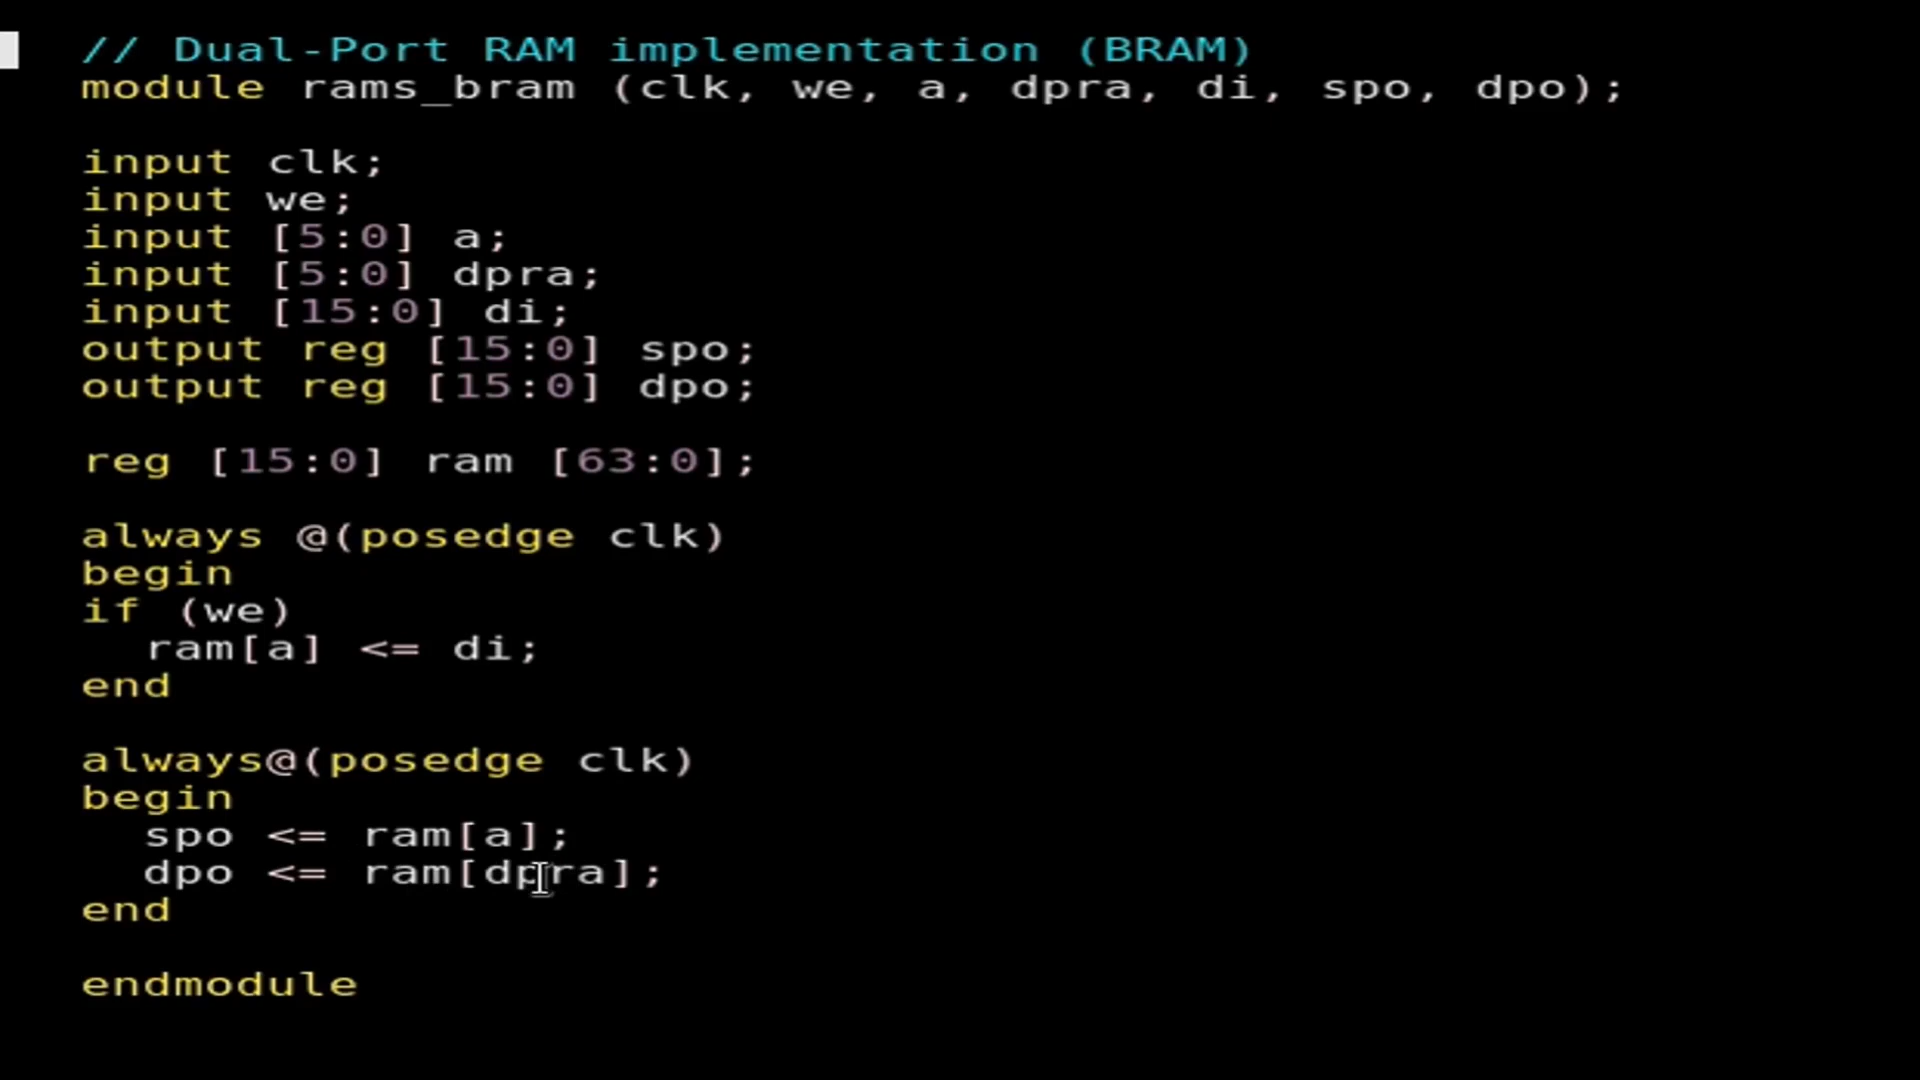 // Dual-Port RAM implementation (BRAM)
module rams_bram (clk, we, a, dpra, di, spo, dpo);
input clk;
input we;
input [5:0] a;
input [5:0] dpra;
input [15:0] di;
output reg [15:0] spo;
output reg [15:0] dpo;
reg [15:0] ram [63:0];
always @(posedge clk)
begin
if (we)
ram[a] <= di;
end
always@(posedge clk)
begin
spo <= ram[a];
dpo <= ram[dpra];
end
endmodule